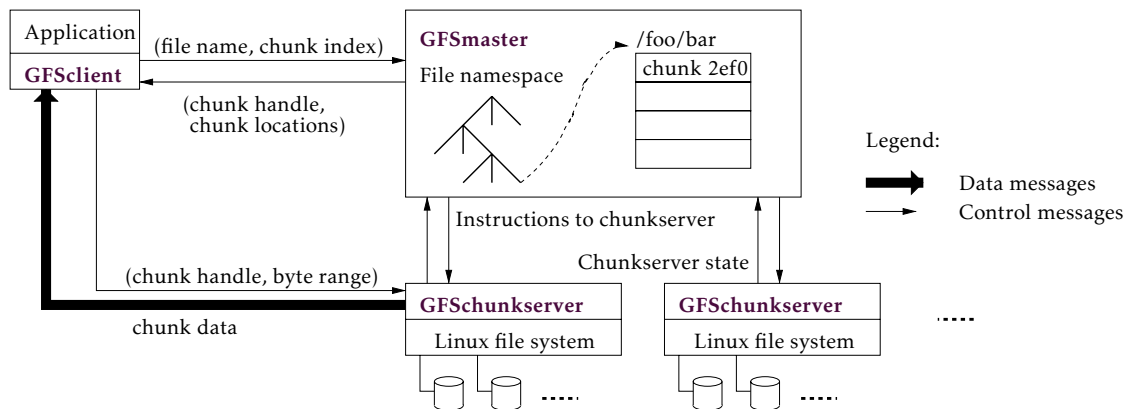 Application
GFSclient
(file name, chunk index)
(chunk handle,
chunk locations)
GFSmaster
File namespace
/foo/bar
chunk 2ef0
Legend:
Data messages
Control messages
Instructions to chunkserver
Chunkserver state
(chunk handle, byte range)
chunk data
GFSchunkserver
Linux file system
GFSchunkserver
Linux file system